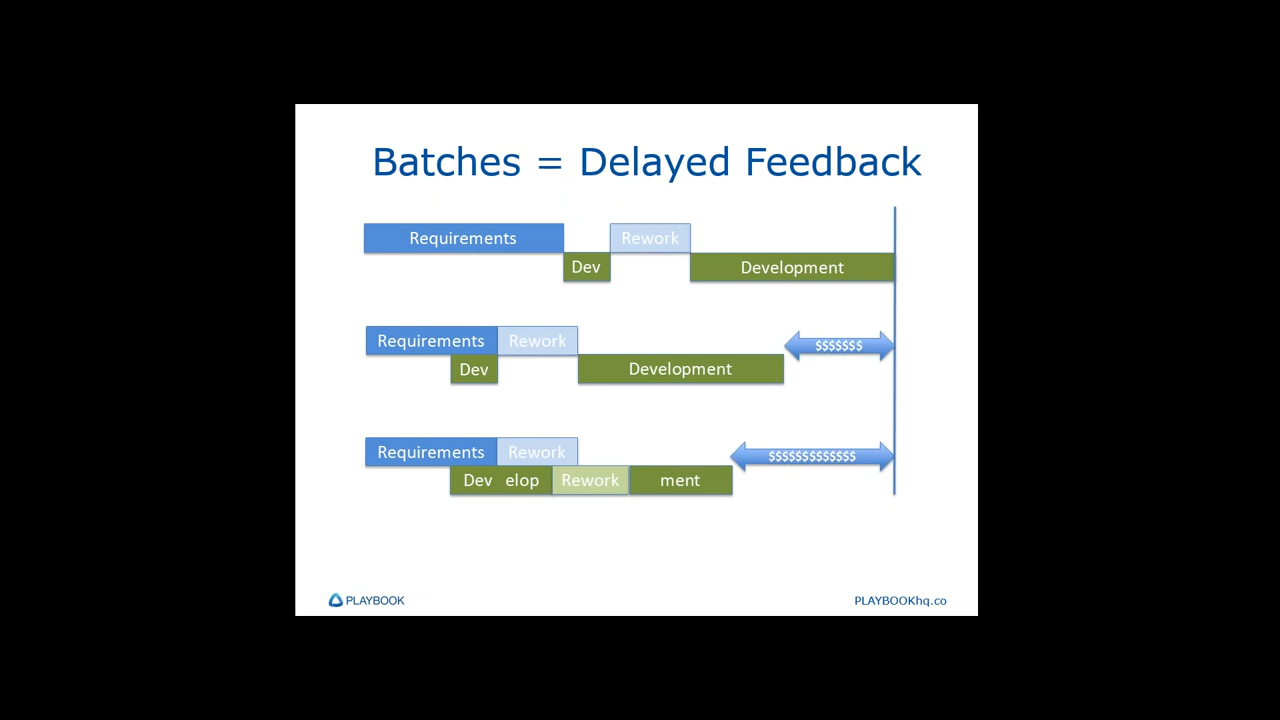 Batches = Delayed Feedback
Requirements
Rework
Dev
Development
Requirements
Rework
$$$$$$$
Dev
Development
Requirements
Rework
$$$$$$$$$$$$$
Dev elop
Rework
ment
PLAYBOOK
PLAYBOOKhq.co